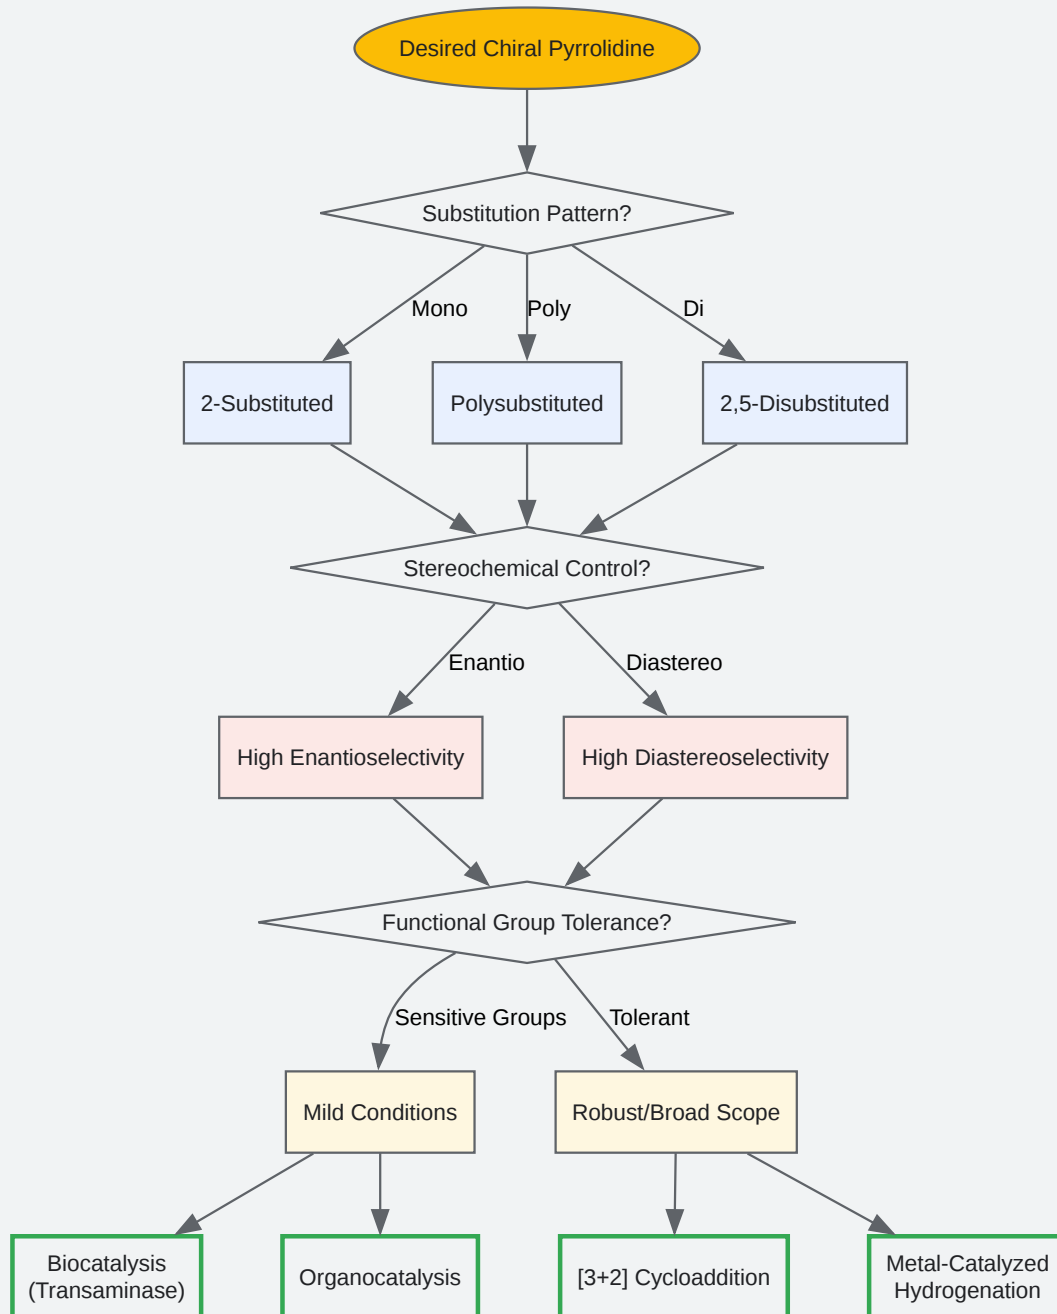 Desired Chiral Pyrrolidine
Substitution Pattern?
Mono
Poly
Di
2-Substituted
Polysubstituted
2,5-Disubstituted
Stereochemical Control?
Enantio
Diastereo
High Enantioselectivity
High Diastereoselectivity
Functional Group Tolerance?
Sensitive Groups
Tolerant
Mild Conditions
Robust/Broad Scope
Biocatalysis
(Transaminase)
Organocatalysis
[3+2] Cycloaddition
Metal-Catalyzed
Hydrogenation